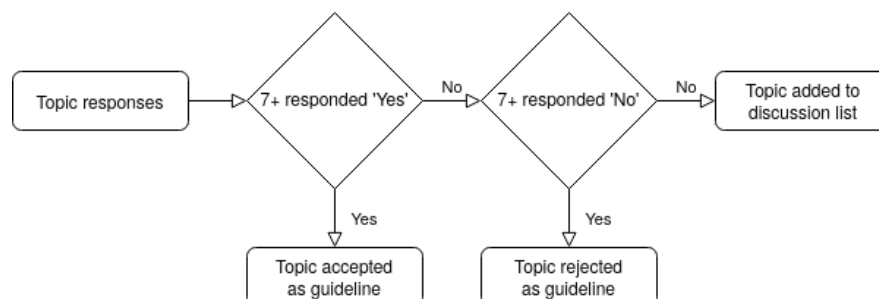 Topic responses
7+ responded 'Yes'
No
7+ responded 'No'
No
Topic added to
discussion list
Yes
Yes
Topic accepted
as guideline
Topic rejected
as guideline